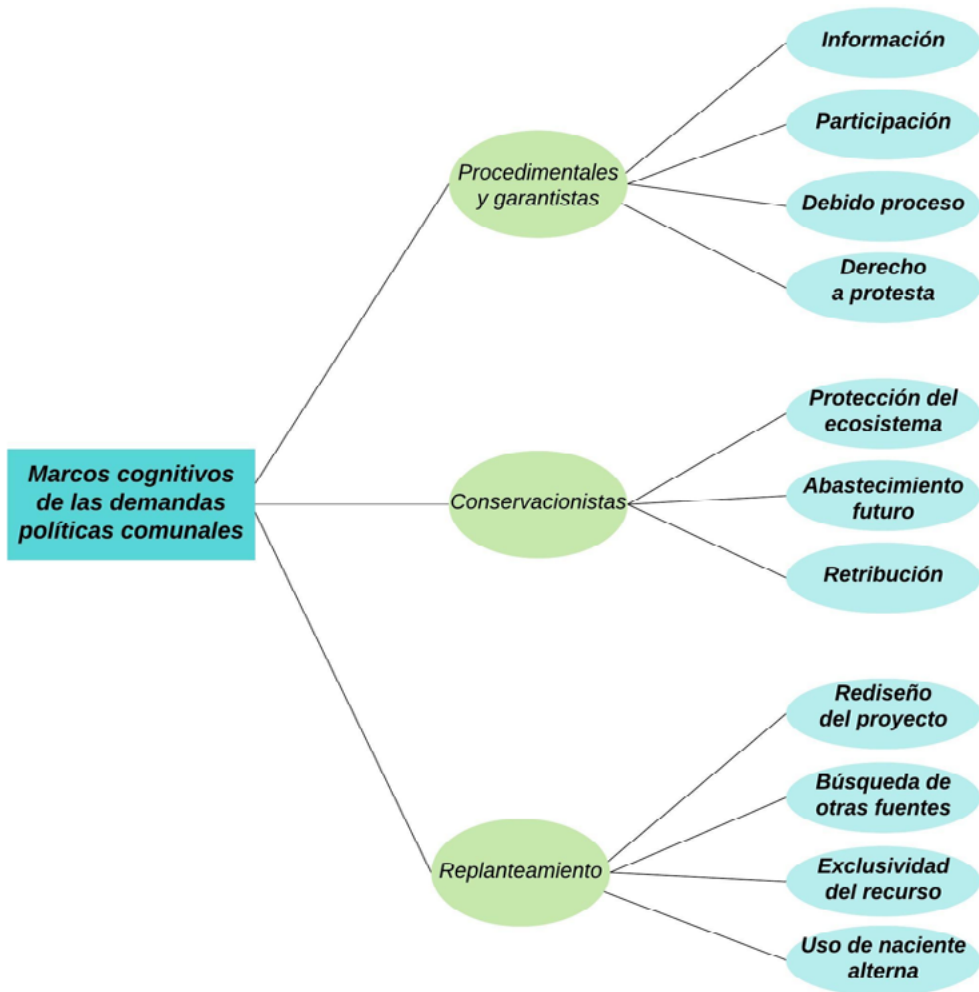 Marcos cognitivos
de las demandas
políticas comunales
Procedimentales
y garantistas
Información
Participación
Debido proceso
Derecho
a protesta
Conservacionistas
Protección del
ecosistema
Abastecimiento
futuro
Retribución
Replanteamiento
Rediseño
del proyecto
Búsqueda de
otras fuentes
Exclusividad
del recurso
Uso de naciente
alterna